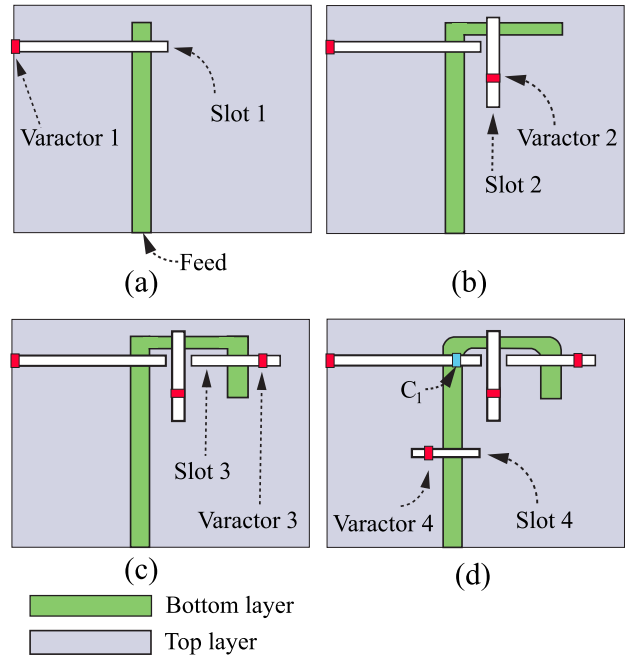 Slot 1
Varactor 1
Feed
(a)
Varactor 2
Slot 2
(b)
Slot 3
Varactor 3
(c)
C1
Varactor 4
Slot 4
(d)
Bottom layer
Top layer